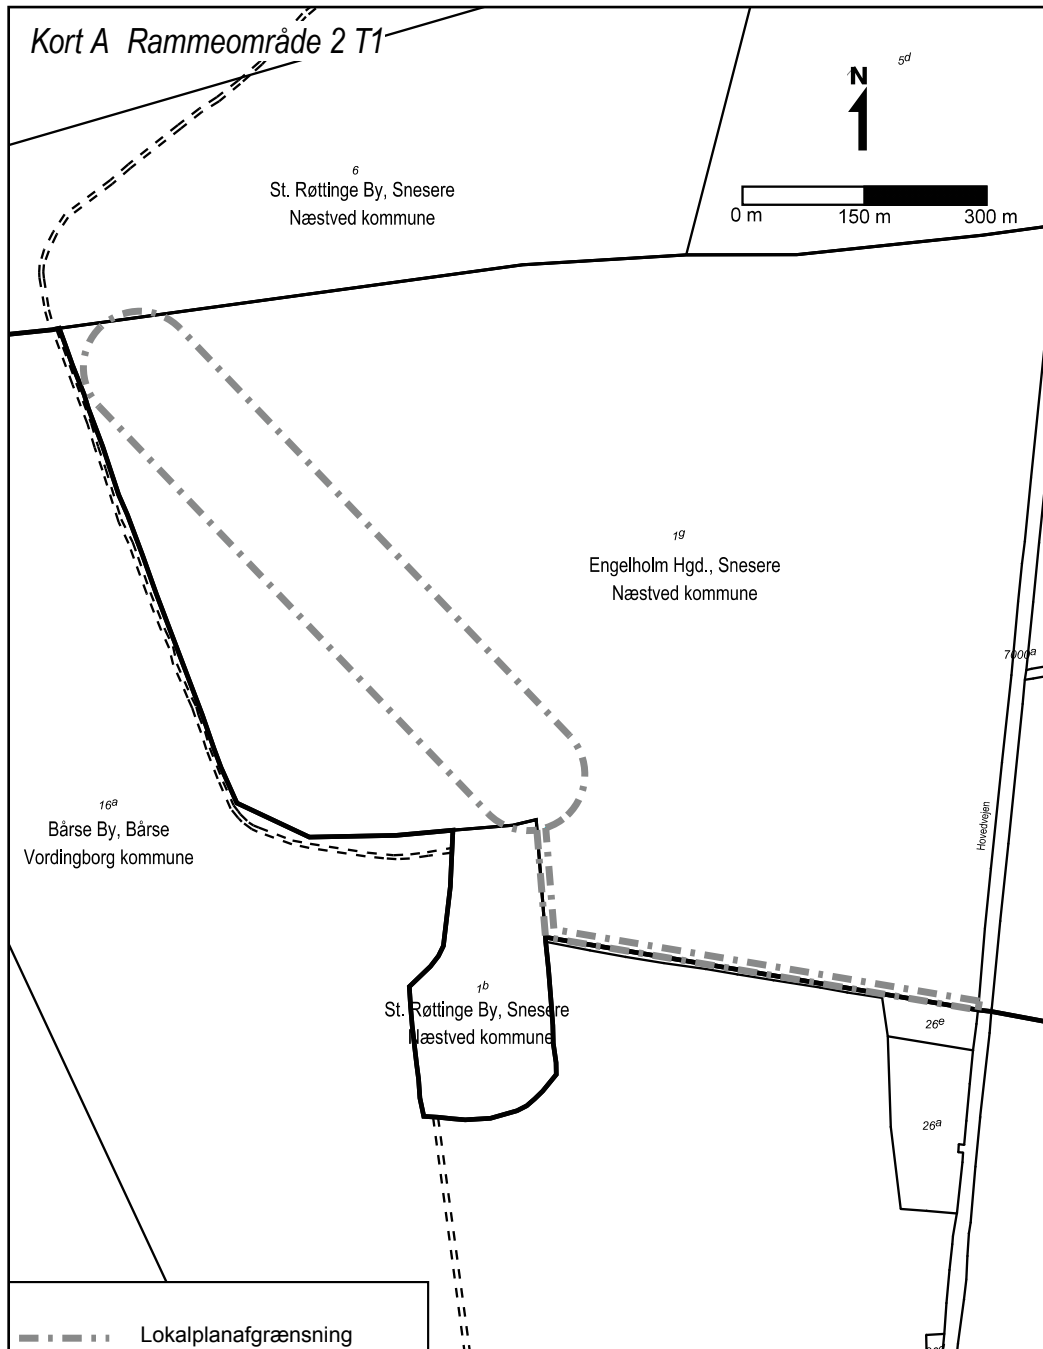 Kort A Rammeområde 2 T1
5d
N
6
St. Røttinge By, Snesere
Næstved kommune
0 m 150 m 300 m
1g
Engelholm Hgd., Snesere
Næstved kommune
7000a
16a
Bårse By, Bårse
Vordingborg kommune
Hovedvejen
1b
St. Røttinge By, Snesere
Næstved kommune
26e
26a
Lokalplanafgrænsning